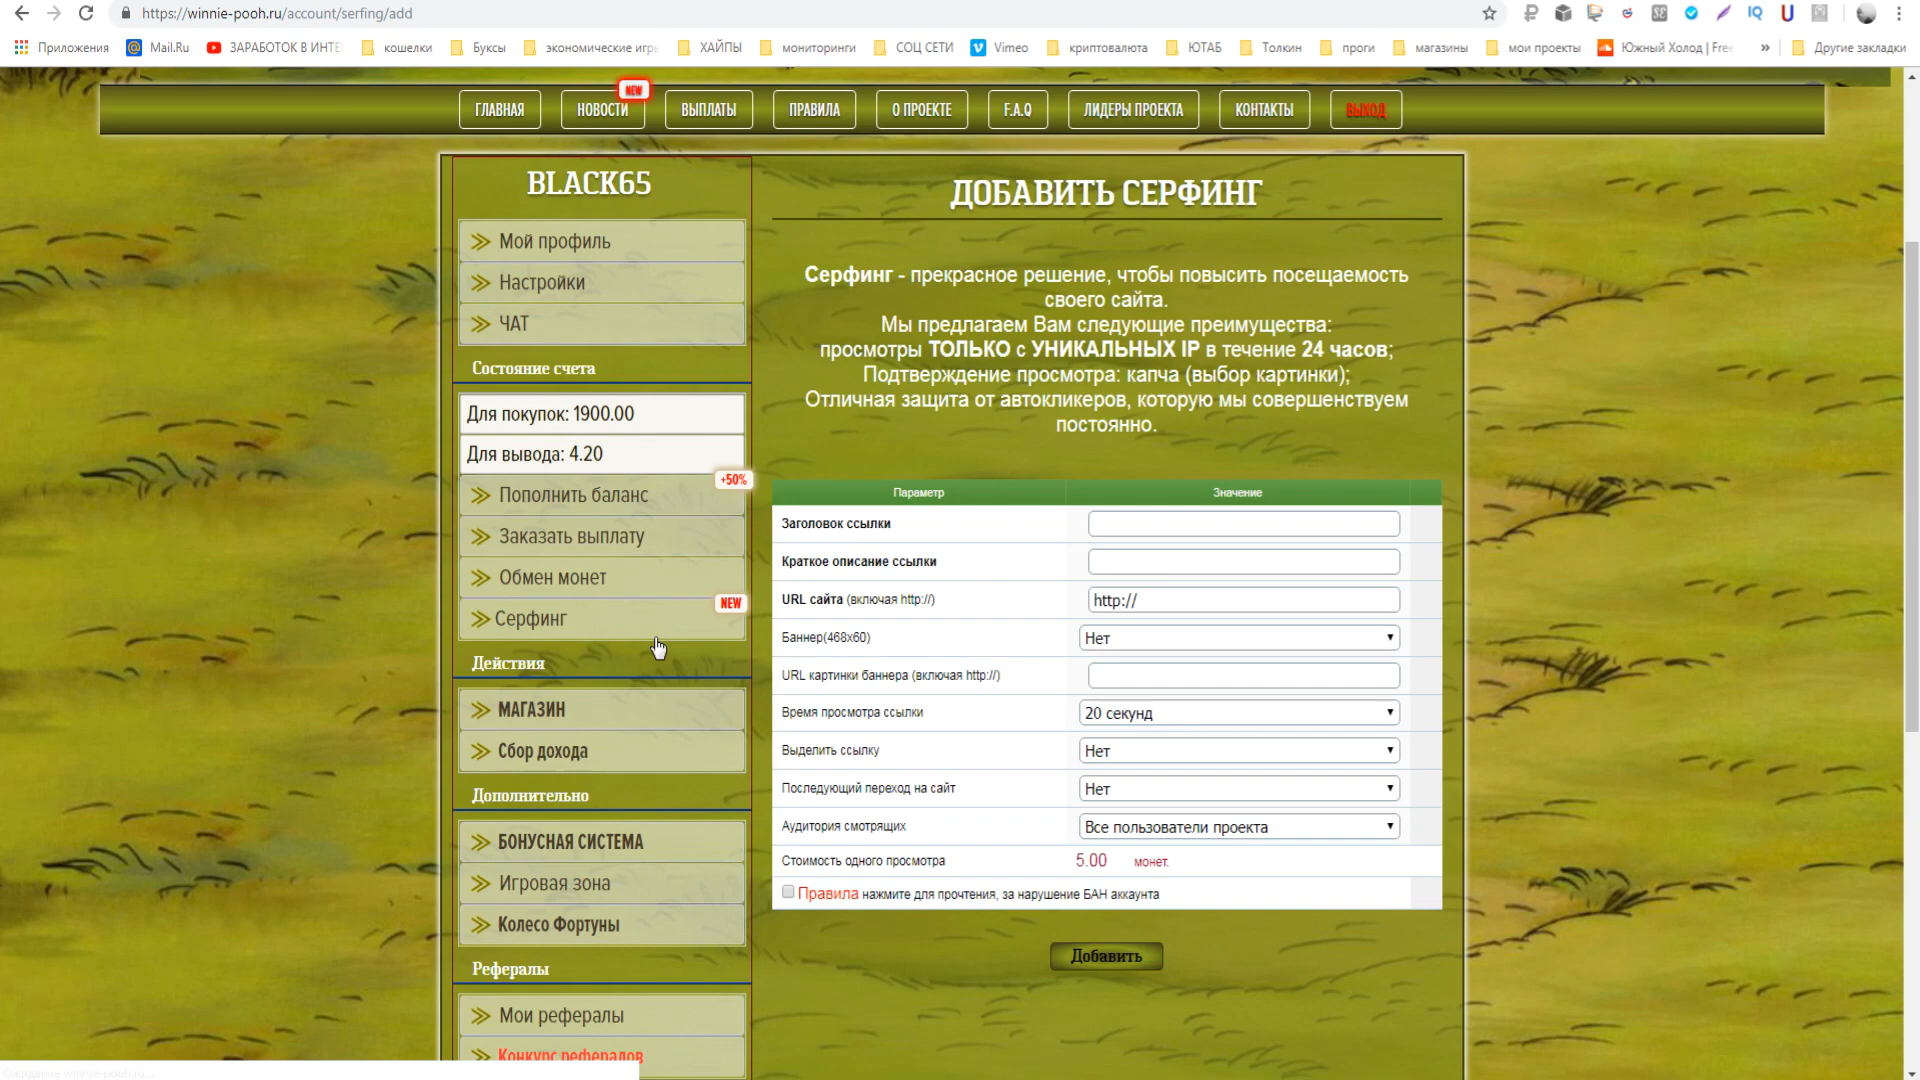 https://winnie-pooh.ru/account/serfing/add
Приложения
Mail.Ru
ЗАРАБОТОК В ИНТЕ
кошелки
Буксы
экономические игры
ХАЙПЫ
мониторинги
СОЦ СЕТИ
Vimeo
криптовалюта
ЮТАБ
Толкин
проги
магазины
мои проекты
Южный Холод | Free
»
Другие закладки
ГЛАВНАЯ
НОВОСТИ
NEW
ВЫПЛАТЫ
ПРАВИЛА
О ПРОЕКТЕ
F.A.Q
ЛИДЕРЫ ПРОЕКТА
КОНТАКТЫ
ВЫХОД
BLACK65
Мой профиль
Настройки
ЧАТ
Состояние счета
Для покупок: 1900.00
Для вывода: 4.20
+50%
Пополнить баланс
Заказать выплату
Обмен монет
NEW
Серфинг
Действия
МАГАЗИН
Сбор дохода
Дополнительно
БОНУСНАЯ СИСТЕМА
Игровая зона
Колесо Фортуны
Рефералы
Мои рефералы
Конкурс рефералов
ДОБАВИТЬ СЕРФИНГ
Серфинг - прекрасное решение, чтобы повысить посещаемость
своего сайта.
Мы предлагаем Вам следующие преимущества:
просмотры ТОЛЬКО с УНИКАЛЬНЫХ IP в течение 24 часов;
Подтверждение просмотра: капча (выбор картинки);
Отличная защита от автокликеров, которую мы совершенствуем
постоянно.
Параметр Значение
Заголовок ссылки
Краткое описание ссылки
URL сайта (включая http://) http://
Баннер(468x60) Нет
URL картинки баннера (включая http://)
Время просмотра ссылки 20 секунд
Выделить ссылку Нет
Последующий переход на сайт Нет
Аудитория смотрящих Все пользователи проекта
Стоимость одного просмотра 5.00 монет.
Правила нажмите для прочтения, за нарушение БАН аккаунта
Добавить
Ожидание winnie-pooh.ru...